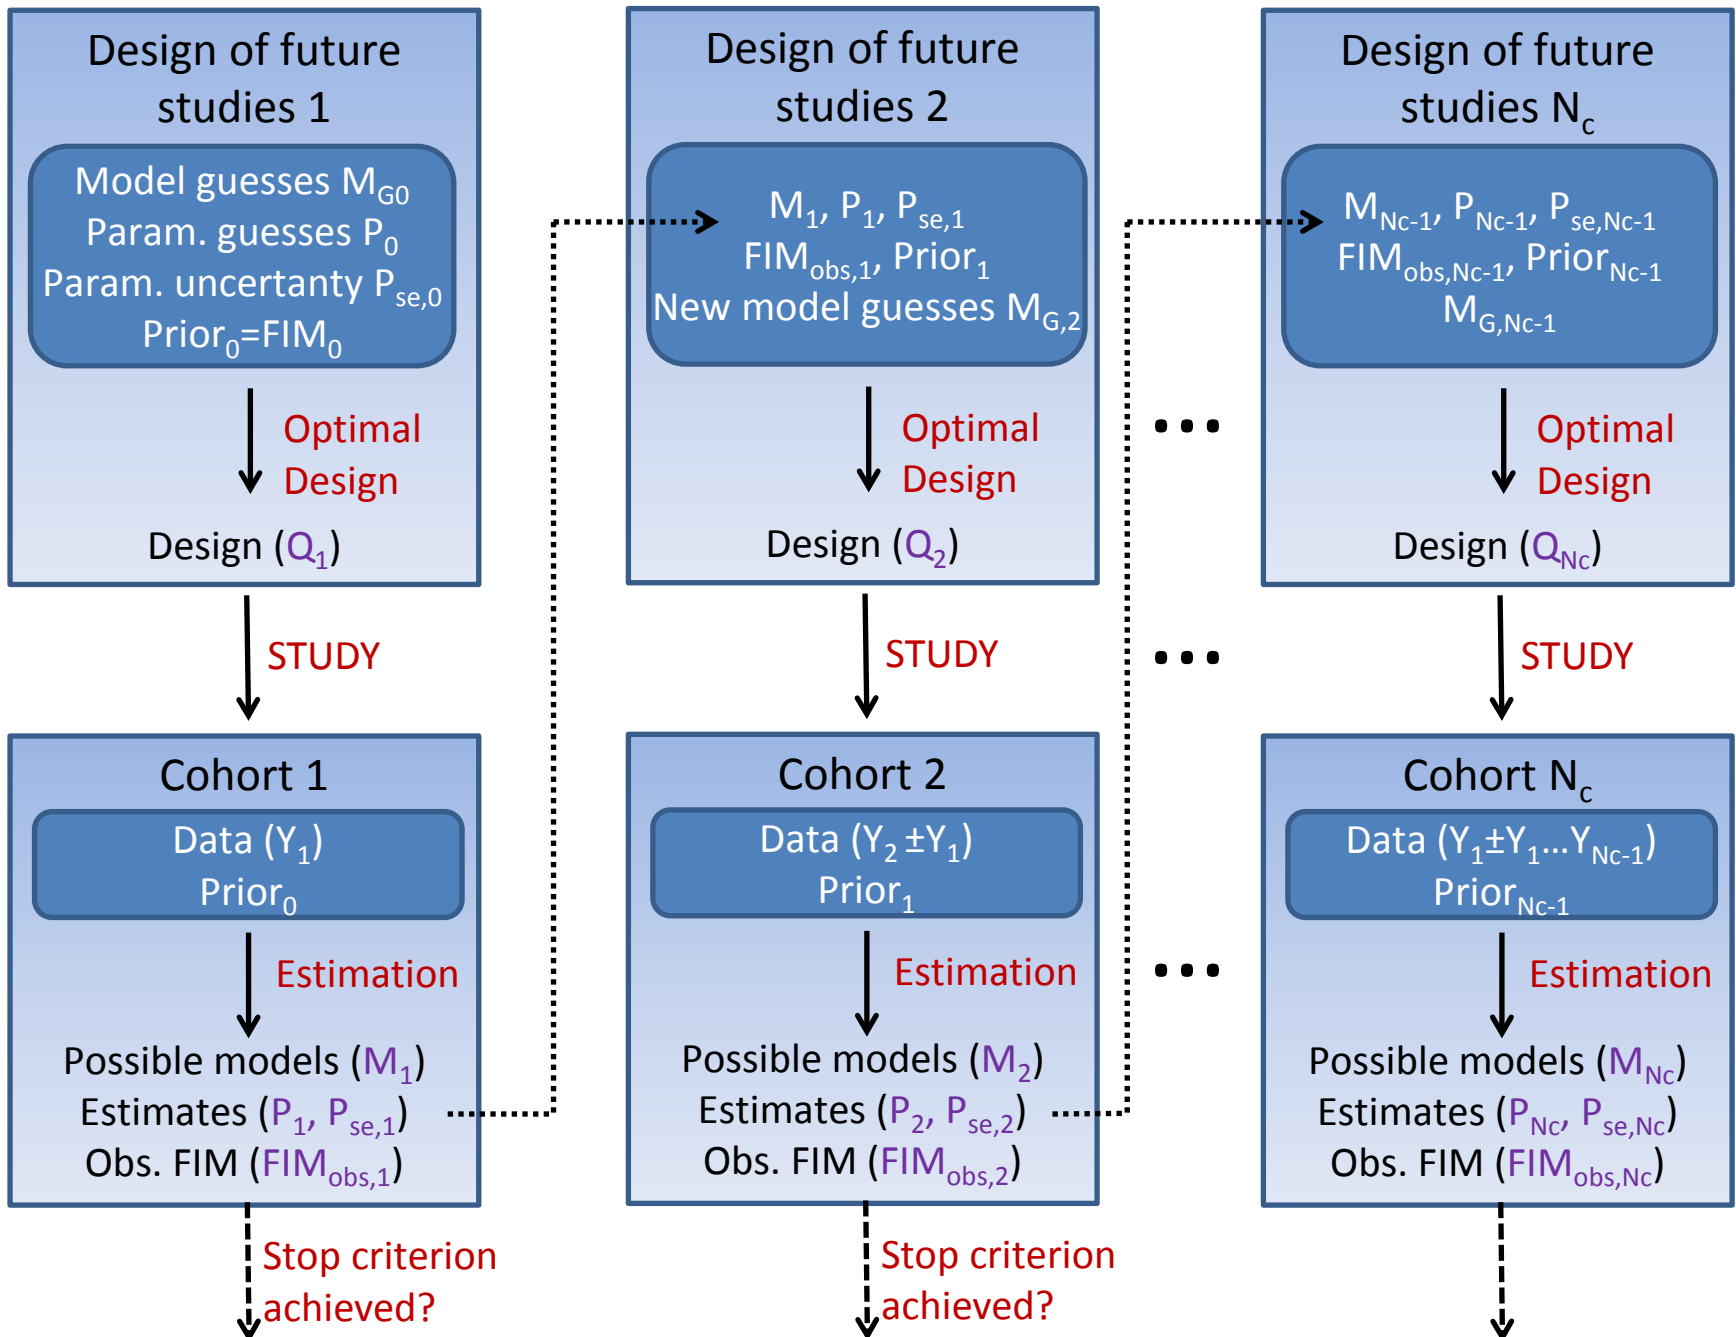 Design of future
studies 1
Model guesses M_G0
Param. guesses P_0
Param. uncertanty P_se,0
Prior_0=FIM_0
Optimal
Design
Design (Q_1)
STUDY
Cohort 1
Data (Y_1)
Prior_0
Estimation
Possible models (M_1)
Estimates (P_1, P_se,1)
Obs. FIM (FIM_obs,1)
Stop criterion
achieved?
Design of future
studies 2
M_1, P_1, P_se,1
FIM_obs,1, Prior_1
New model guesses M_G,2
Optimal
Design
Design (Q_2)
STUDY
Cohort 2
Data (Y_2 ±Y_1)
Prior_1
Estimation
Possible models (M_2)
Estimates (P_2, P_se,2)
Obs. FIM (FIM_obs,2)
Stop criterion
achieved?
...
...
...
Design of future
studies N_c
M_Nc-1, P_Nc-1, P_se,Nc-1
FIM_obs,Nc-1, Prior_Nc-1
M_G,Nc-1
Optimal
Design
Design (Q_Nc)
STUDY
Cohort N_c
Data (Y_1±Y_1...Y_Nc-1)
Prior_Nc-1
Estimation
Possible models (M_Nc)
Estimates (P_Nc, P_se,Nc)
Obs. FIM (FIM_obs,Nc)